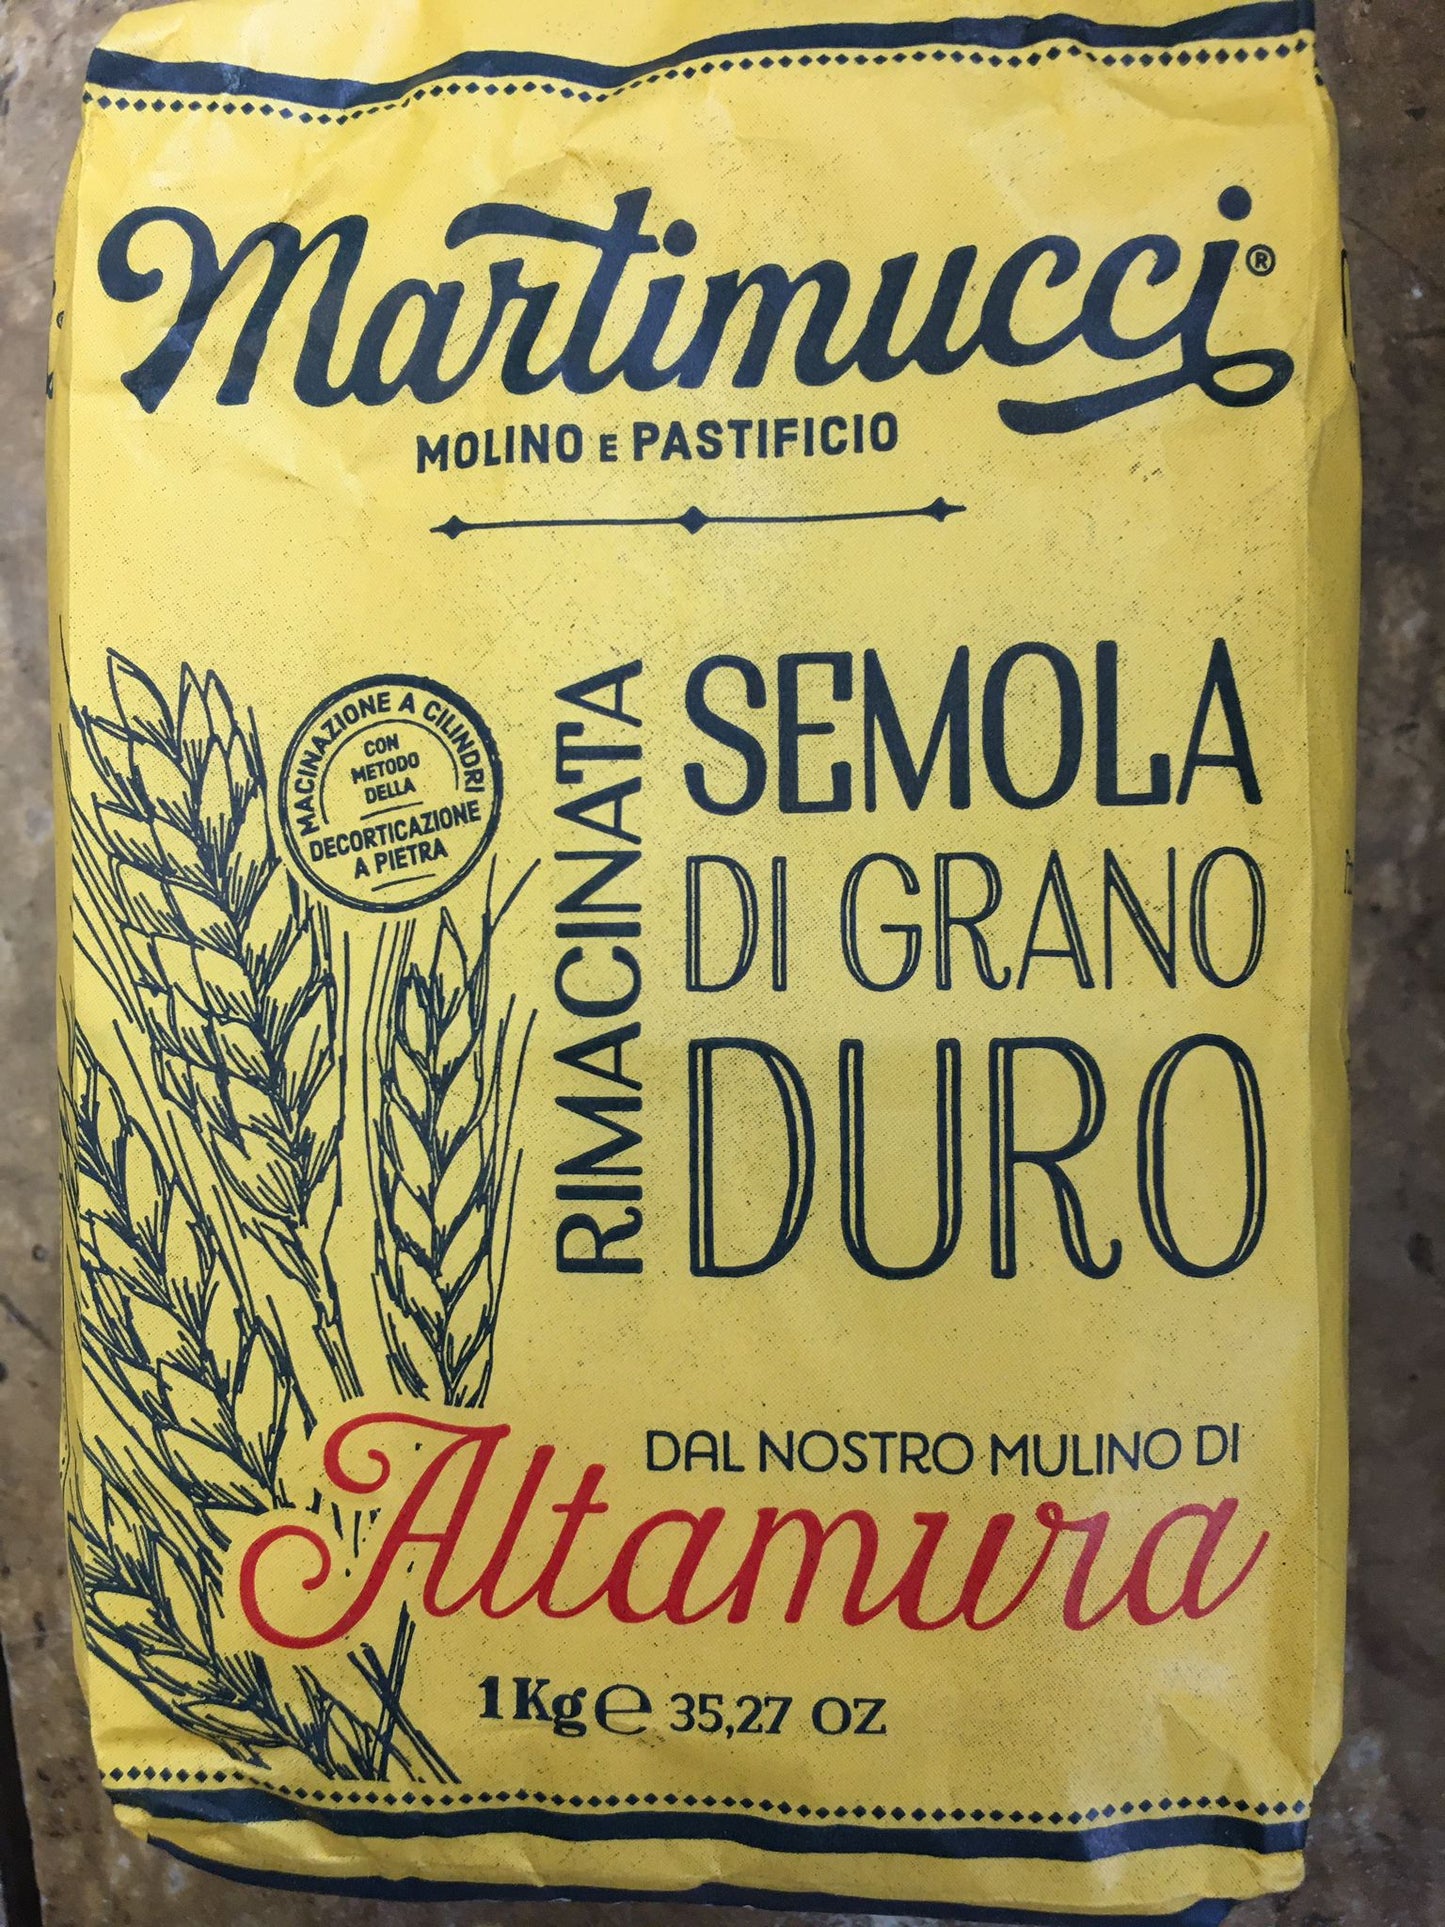 Martimucci®
MOLINO E PASTIFICIO
MACINAZIONE A CILINDRI
CON
METODO
DELLA
DECORTICAZIONE
A PIETRA
RIMACINATA
SEMOLA
DI GRANO
DURO
DAL NOSTRO MULINO DI
Altamura
1Kg e 35,27 OZ